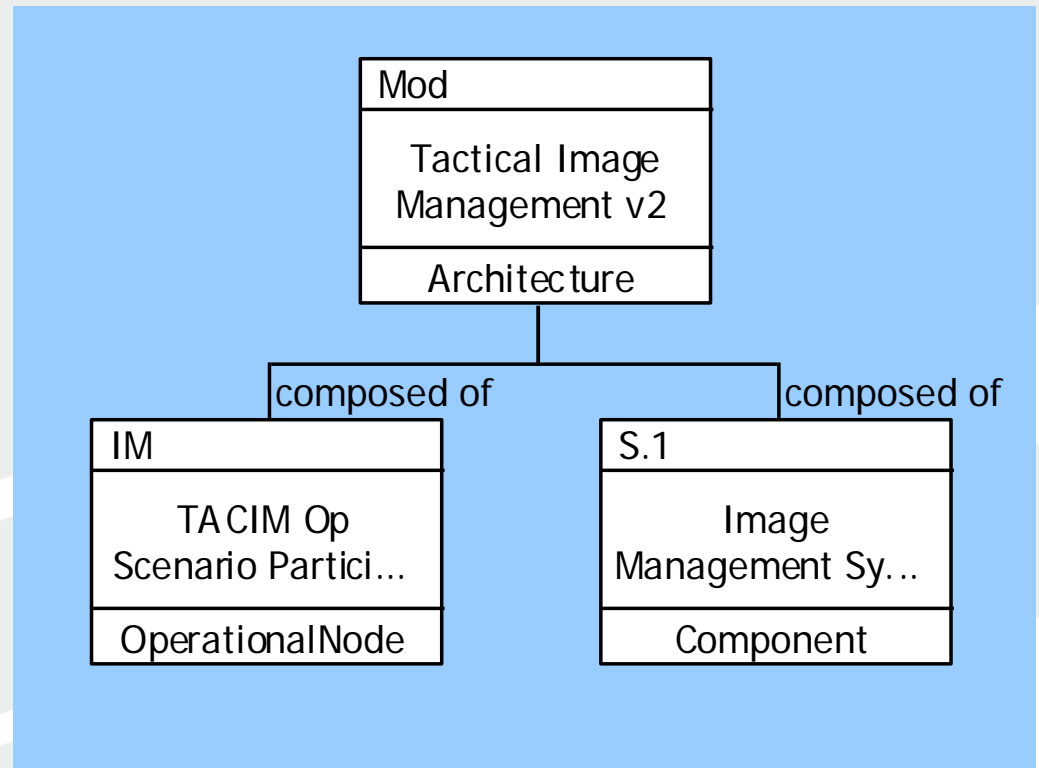 Mod
Tactical Image
Management v2
Architecture
composed of
composed of
IM
TACIM Op
Scenario Partici...
OperationalNode
S.1
Image
Management Sy...
Component